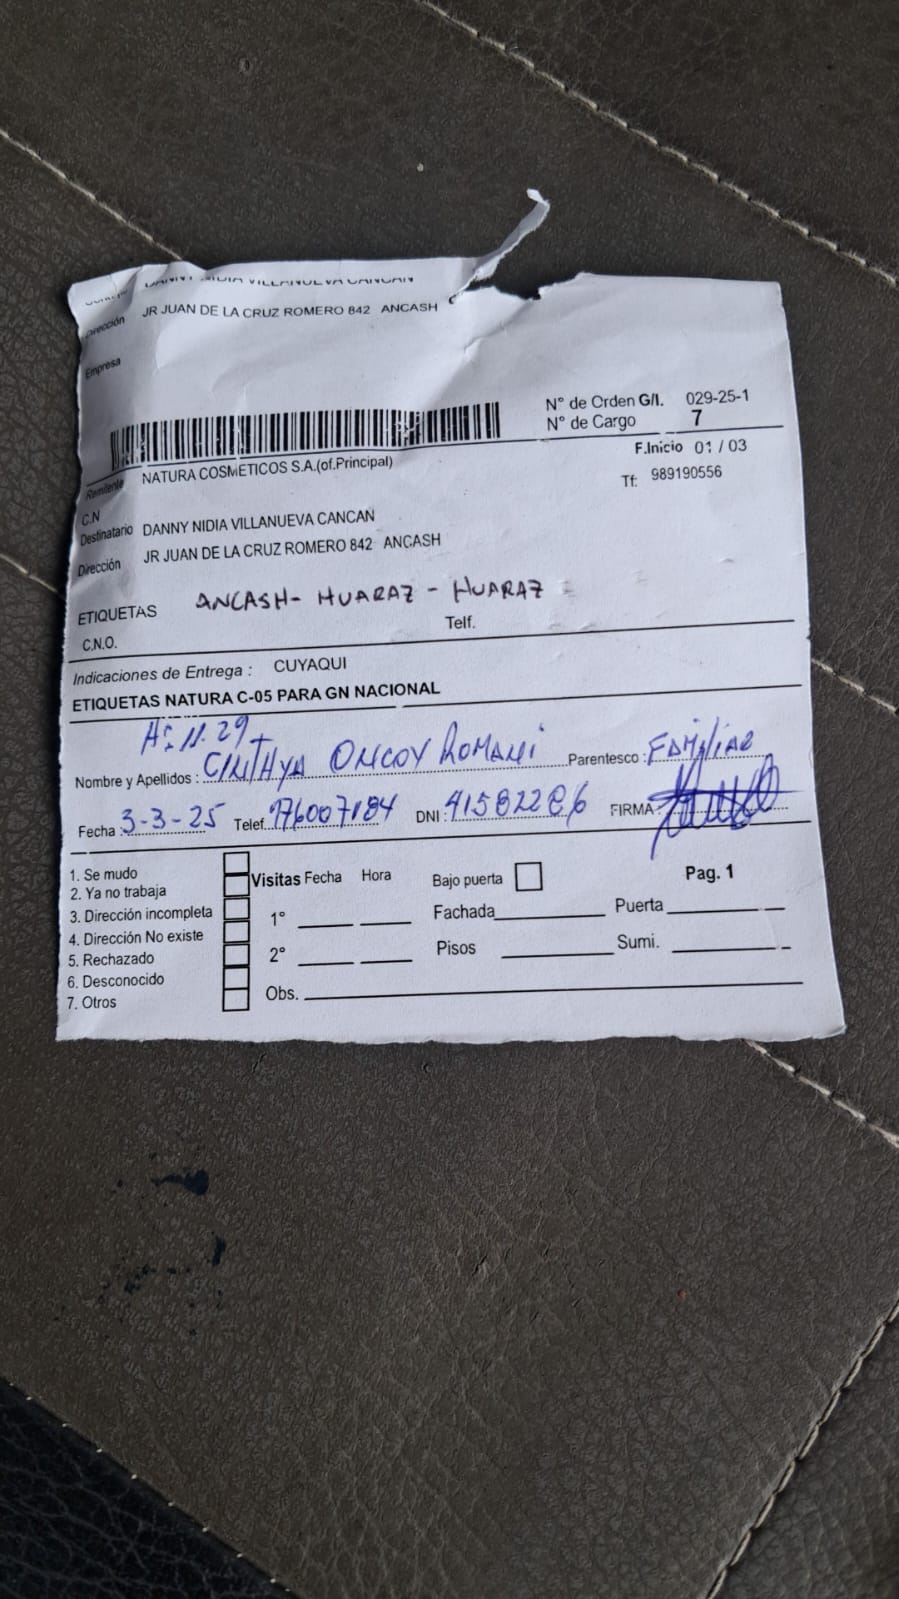 DANNY NIDIA VILLANUEVA CANCAN
Dirección JR JUAN DE LA CRUZ ROMERO 842 ANCASH
Empresa
N° de Orden G/I. 029-25-1
N° de Cargo 7
F.Inicio 01 / 03
Remitente NATURA COSMETICOS S.A.(of.Principal)
Tf: 989190556
C.N
Destinatario DANNY NIDIA VILLANUEVA CANCAN
Dirección JR JUAN DE LA CRUZ ROMERO 842 ANCASH
ETIQUETAS ANCASH- HUARAZ - HUARAZ
C.N.O. Telf.
Indicaciones de Entrega : CUYAQUI
ETIQUETAS NATURA C-05 PARA GN NACIONAL
H: 11.29
Nombre y Apellidos : CINTHYA ONCOY ROMANI Parentesco : FAMILIAR
Fecha : 3-3-25 Telef. 976007184 DNI : 41582286 FIRMA
1. Se mudo
2. Ya no trabaja
3. Dirección incompleta
4. Dirección No existe
5. Rechazado
6. Desconocido
7. Otros
Visitas Fecha Hora Bajo puerta Pag. 1
1° Fachada Puerta
2° Pisos Sumi.
Obs.